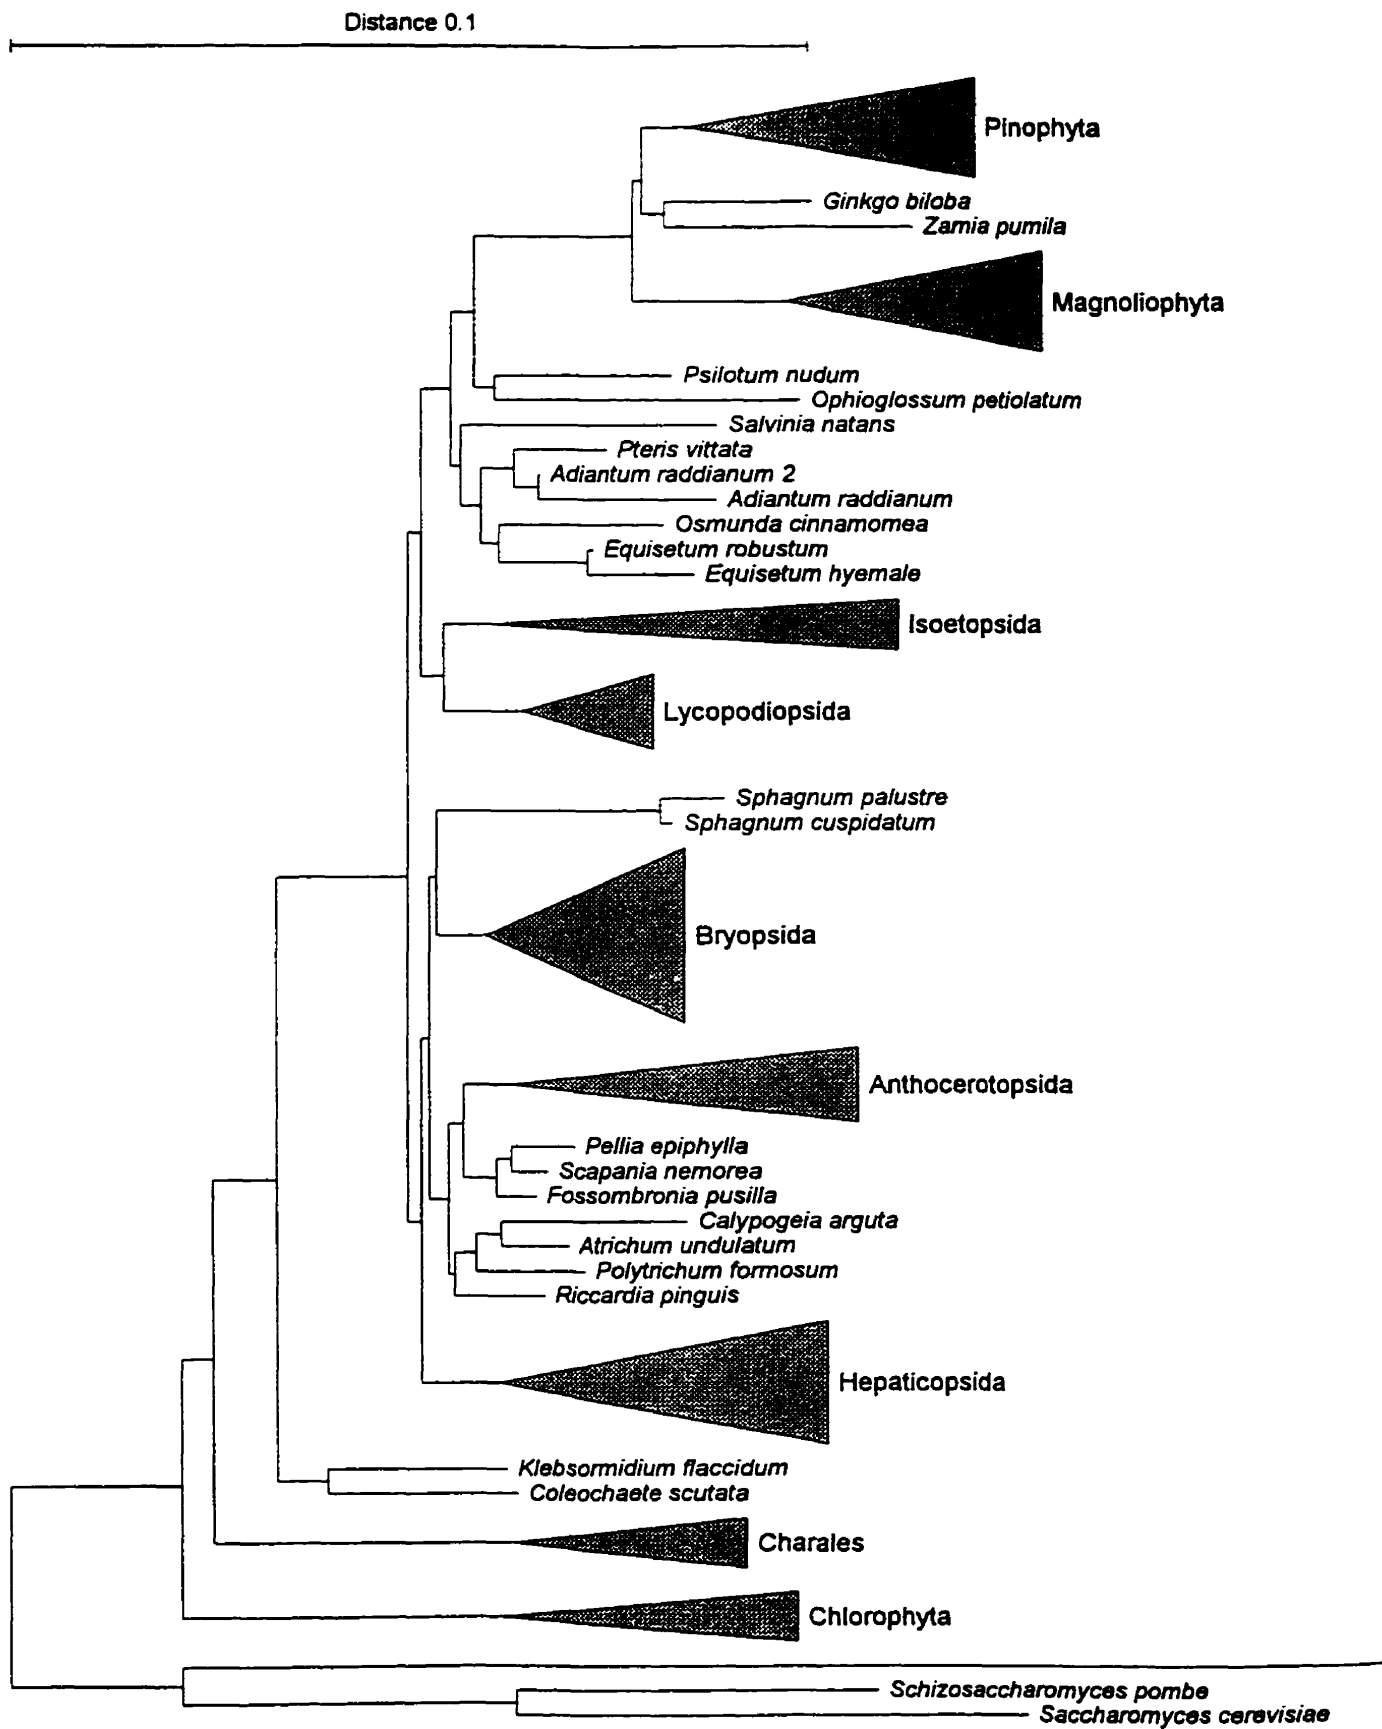 Distance 0.1
Pinophyta
Ginkgo biloba
Zamia pumila
Magnoliophyta
Psilotum nudum
Ophioglossum petiolatum
Salvinia natans
Pteris vittata
Adiantum raddianum 2
Adiantum raddianum
Osmunda cinnamomea
Equisetum robustum
Equisetum hyemale
Isoetopsida
Lycopodiopsida
Sphagnum palustre
Sphagnum cuspidatum
Bryopsida
Anthocerotopsida
Pellia epiphylla
Scapania nemorea
Fossombronia pusilla
Calypogeia arguta
Atrichum undulatum
Polytrichum formosum
Riccardia pinguis
Hepaticopsida
Klebsormidium flaccidum
Coleochaete scutata
Charales
Chlorophyta
Schizosaccharomyces pombe
Saccharomyces cerevisiae